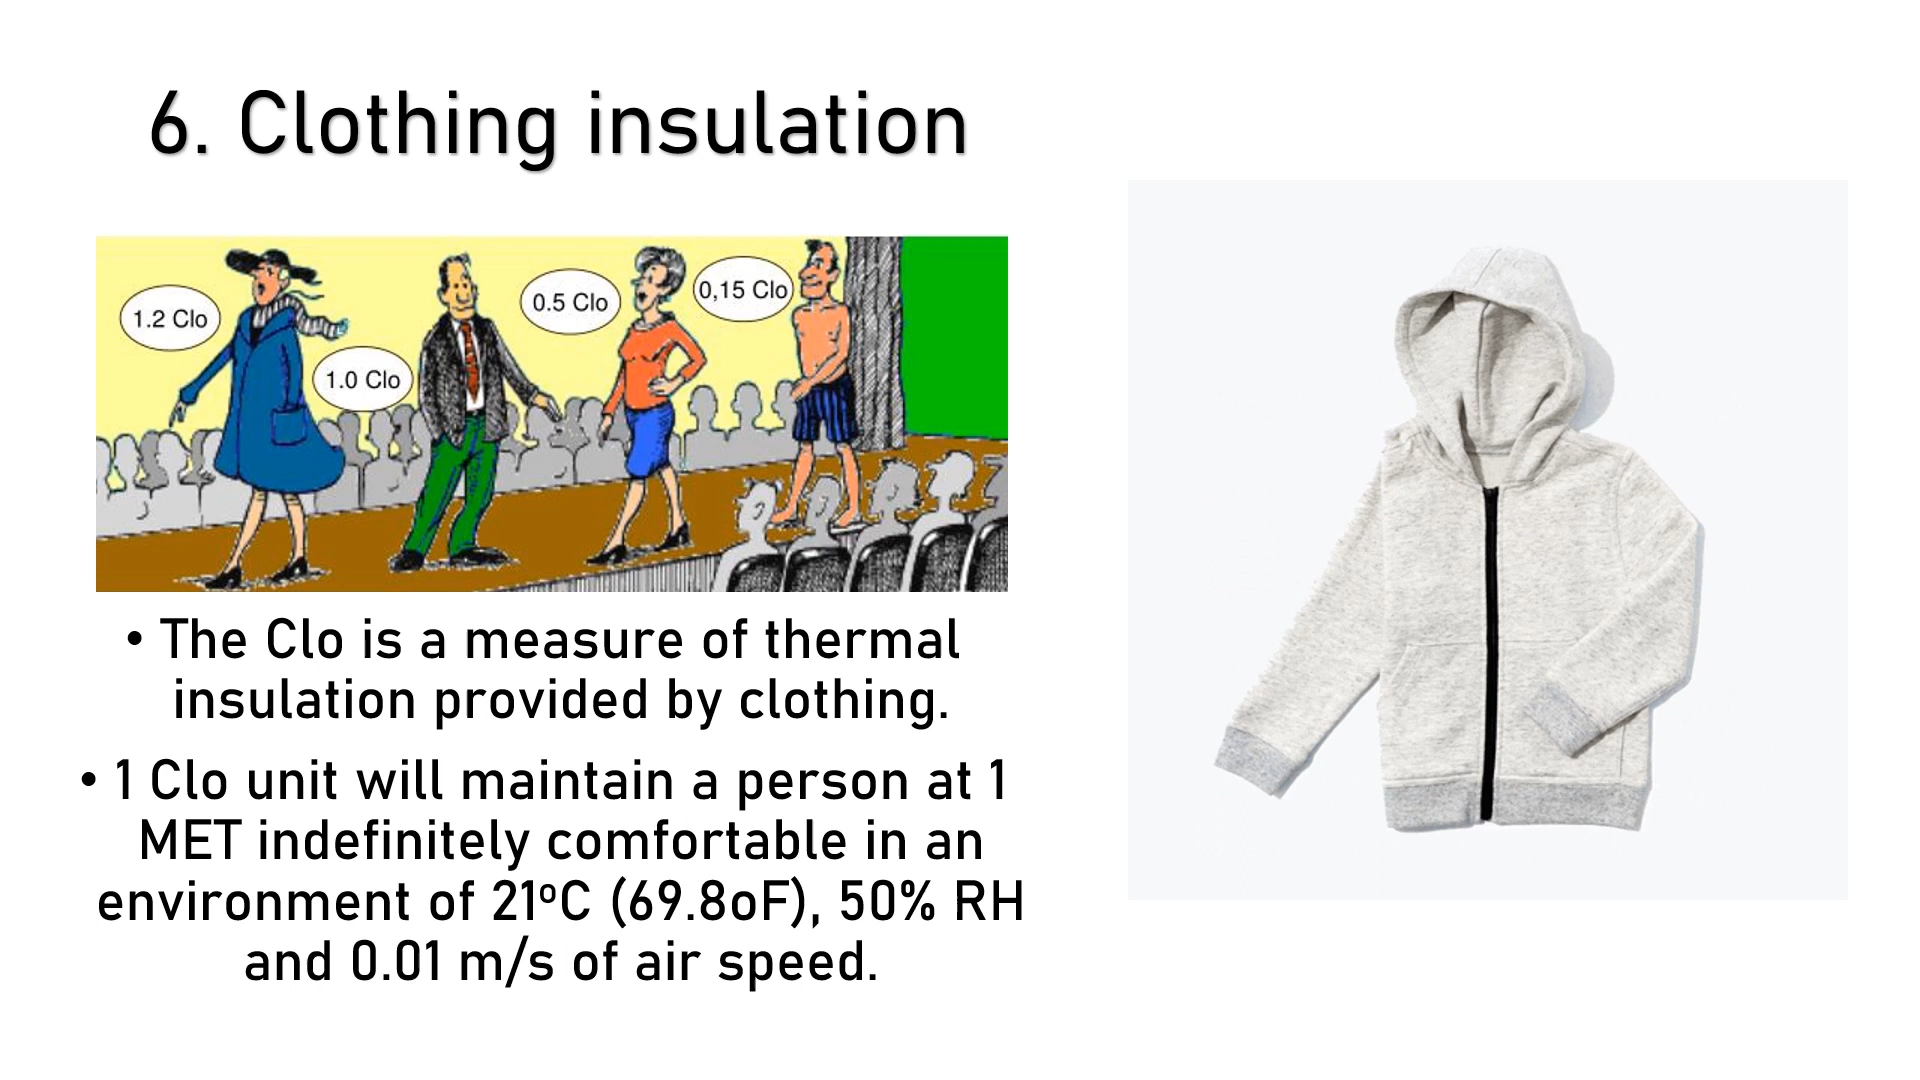 6. Clothing insulation
1.2 Clo
1.0 Clo
0.5 Clo
0,15 Clo
• The Clo is a measure of thermal
insulation provided by clothing.
• 1 Clo unit will maintain a person at 1
MET indefinitely comfortable in an
environment of 21ºC (69.8oF), 50% RH
and 0.01 m/s of air speed.